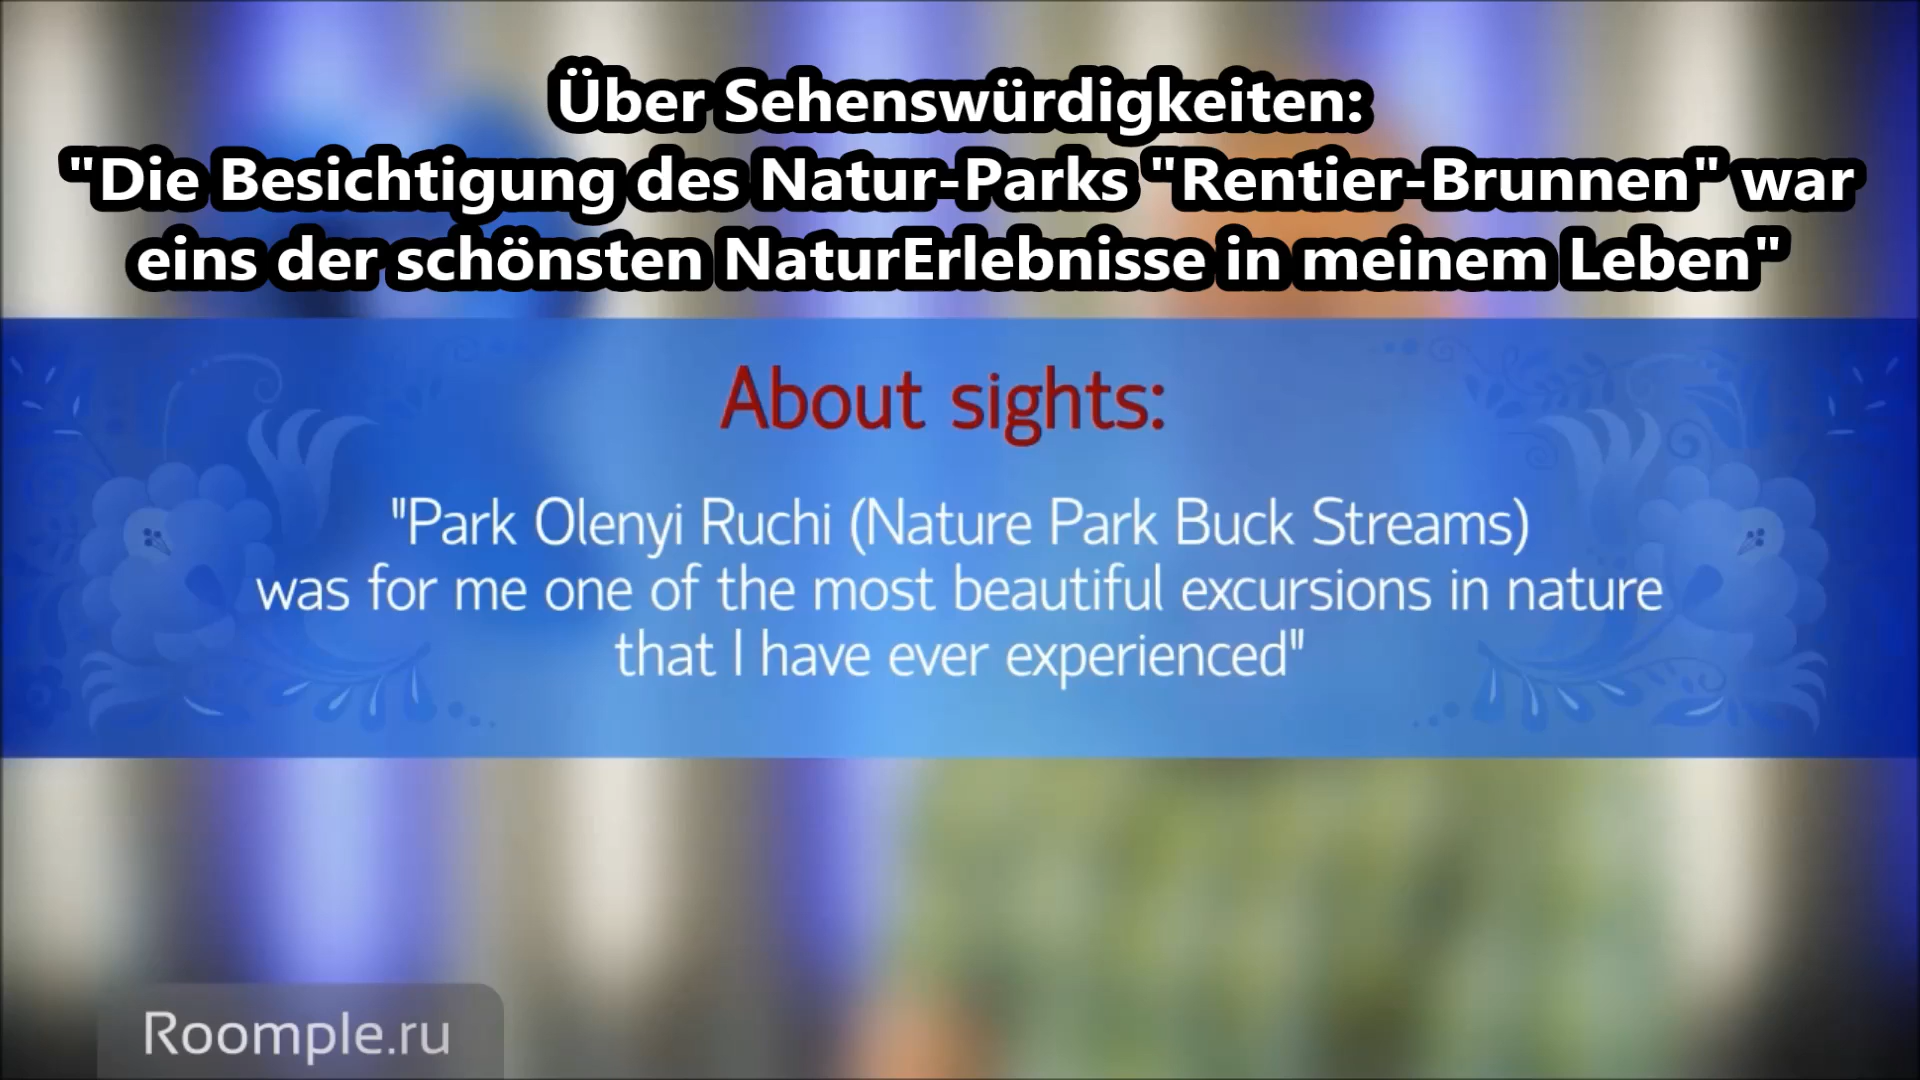 Über Sehenswürdigkeiten:
"Die Besichtigung des Natur-Parks "Rentier-Brunnen" war
eins der schönsten NaturErlebnisse in meinem Leben"
About sights:
"Park Olenyi Ruchi (Nature Park Buck Streams)
was for me one of the most beautiful excursions in nature
that I have ever experienced"
Roomple.ru